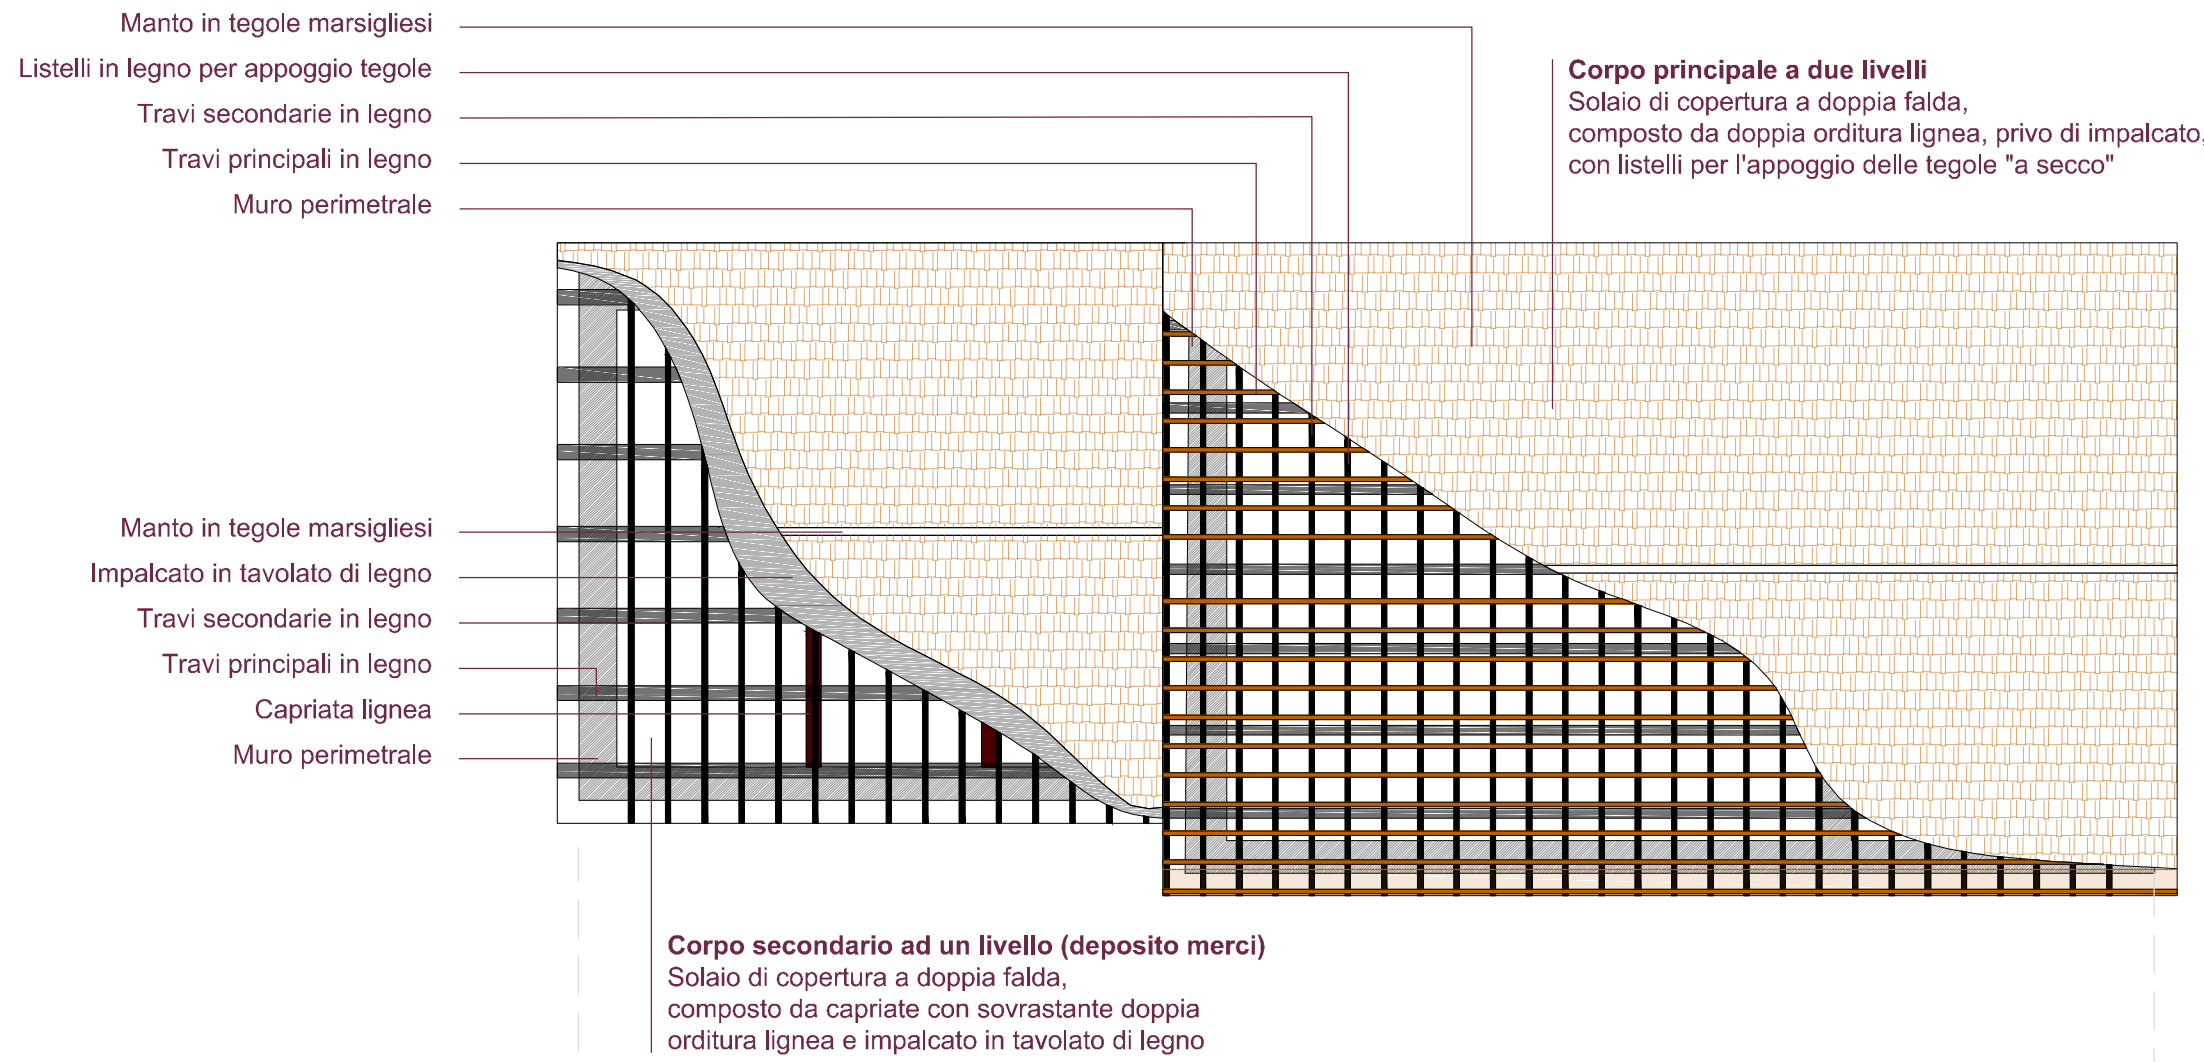 Manto in tegole marsigliesi
Listelli in legno per appoggio tegole
Travi secondarie in legno
Travi principali in legno
Muro perimetrale
Corpo principale a due livelli
Solaio di copertura a doppia falda,
composto da doppia orditura lignea, privo di impalcato,
con listelli per l'appoggio delle tegole "a secco"
Manto in tegole marsigliesi
Impalcato in tavolato di legno
Travi secondarie in legno
Travi principali in legno
Capriata lignea
Muro perimetrale
Corpo secondario ad un livello (deposito merci)
Solaio di copertura a doppia falda,
composto da capriate con sovrastante doppia
orditura lignea e impalcato in tavolato di legno